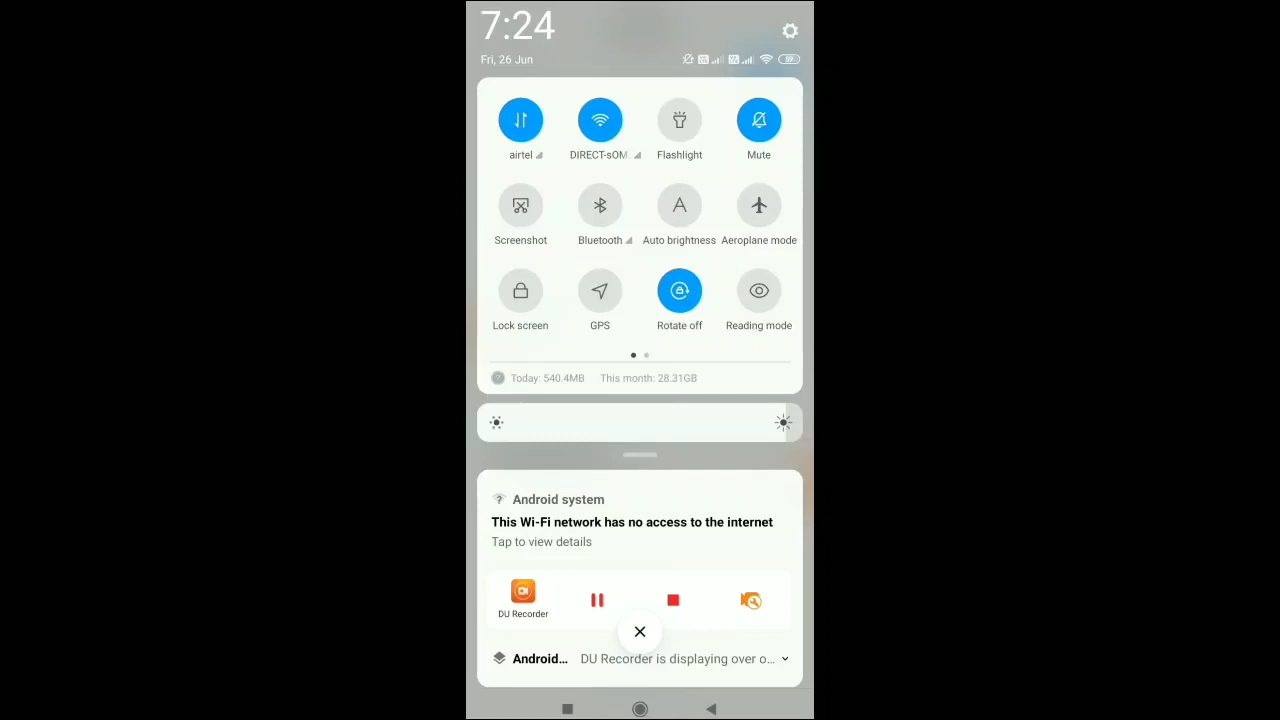 7:24
Fri, 26 Jun
59
airtel
DIRECT-sOM
Flashlight
Mute
Screenshot
Bluetooth
Auto brightness
Aeroplane mode
Lock screen
GPS
Rotate off
Reading mode
Today: 540.4MB This month: 28.31GB
Android system
This Wi-Fi network has no access to the internet
Tap to view details
DU Recorder
Android... DU Recorder is displaying over o...